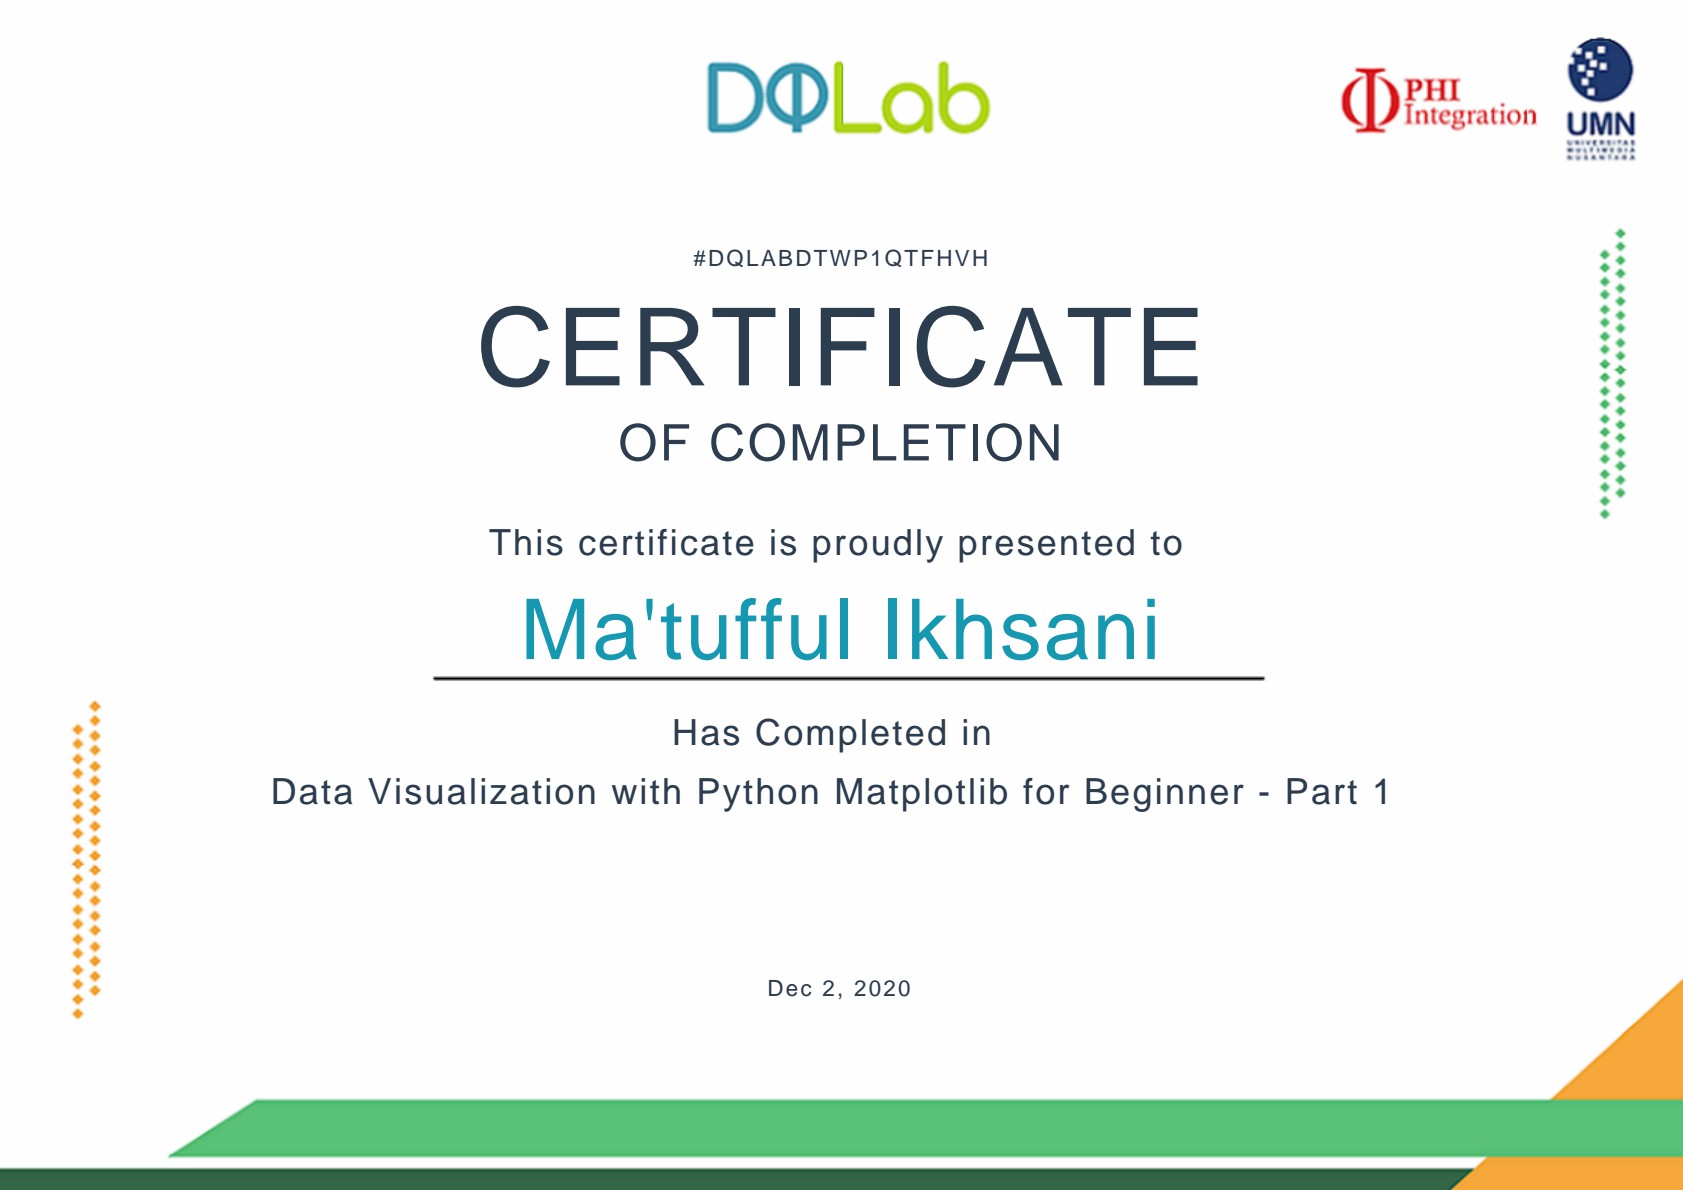 DQLab
PHI
Integration
UMN
UNIVERSITAS
MULTIMEDIA
NUSANTARA
#DQLABDTWP1QTFHVH
CERTIFICATE
OF COMPLETION
This certificate is proudly presented to
Ma'tufful Ikhsani
Has Completed in
Data Visualization with Python Matplotlib for Beginner - Part 1
Dec 2, 2020